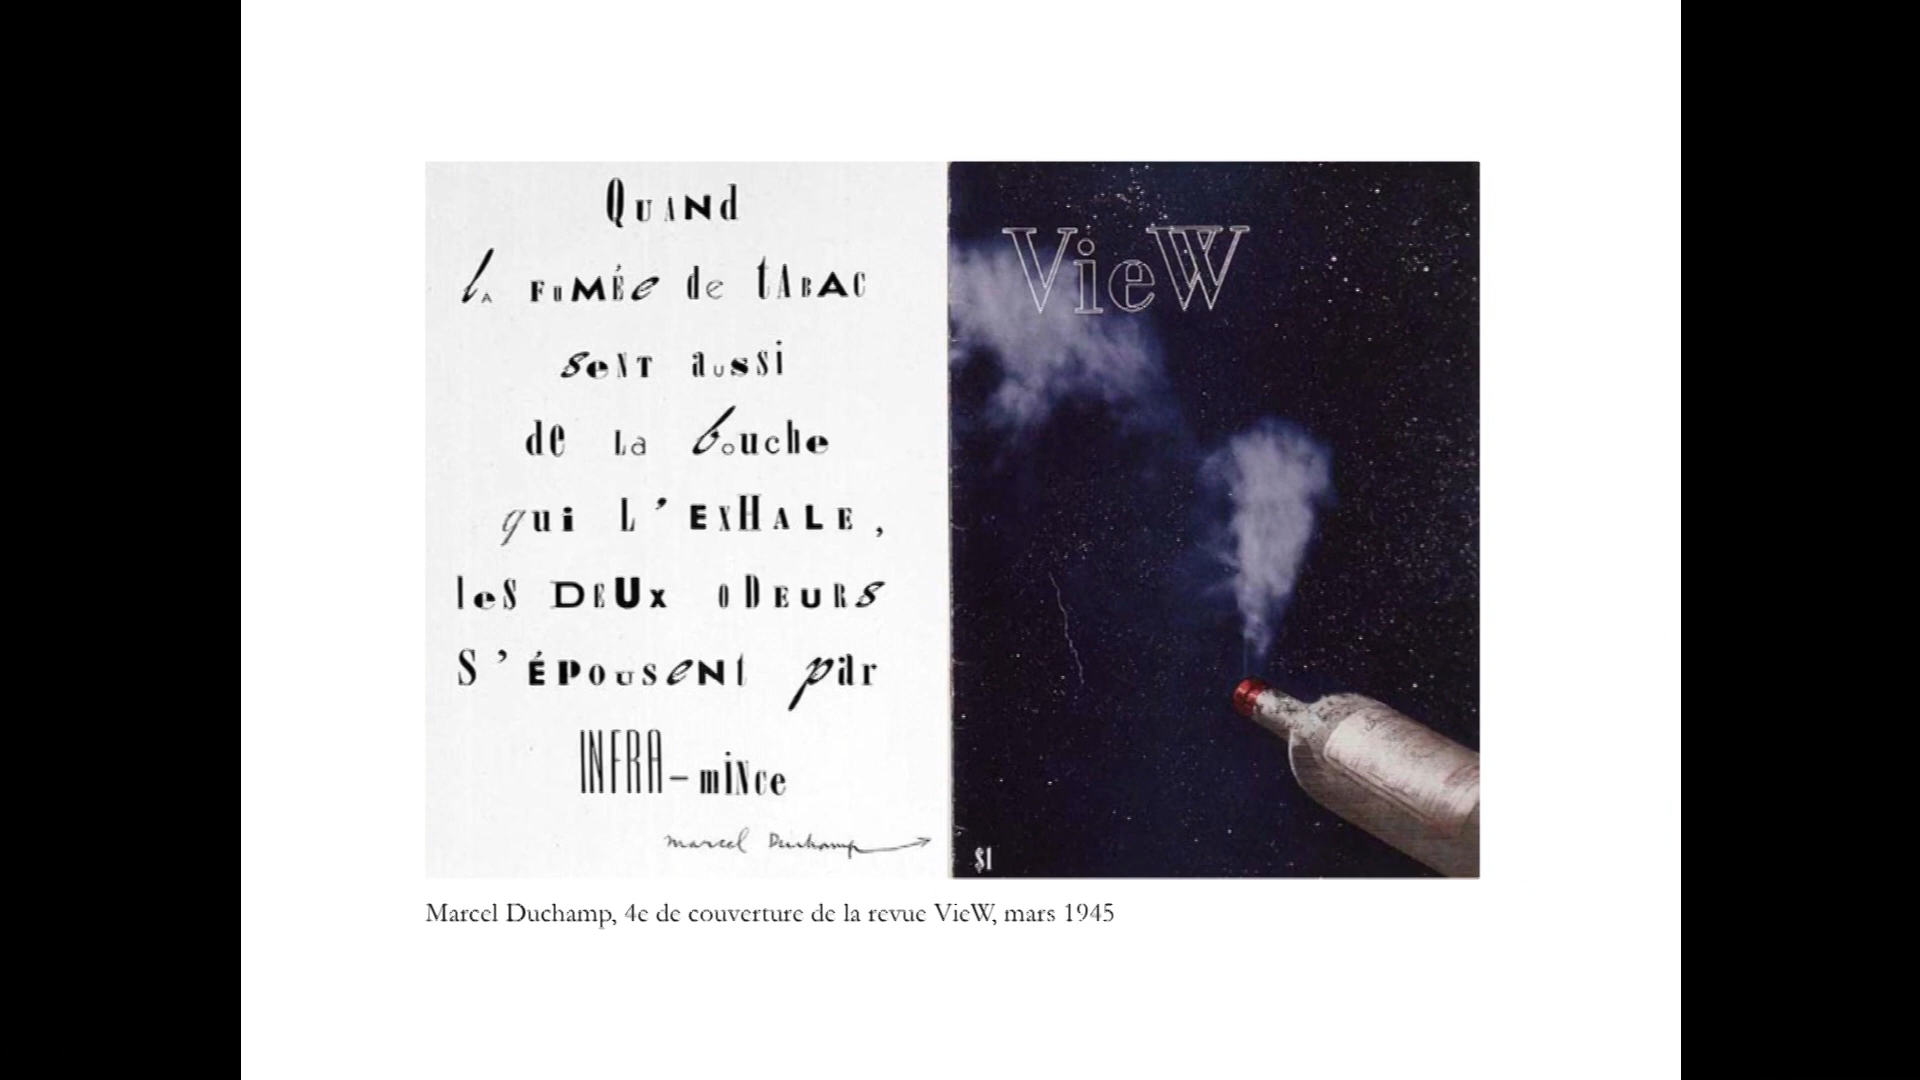 QUANd
lA FuMÉe de tABAC
seNT aussi
de La bouche
qui L'EXHALE,
leS DEUx oDEURS
S'ÉPousENt par
INFRA-miNce
marcel Duchamp
VieW
$1
Marcel Duchamp, 4e de couverture de la revue VieW, mars 1945